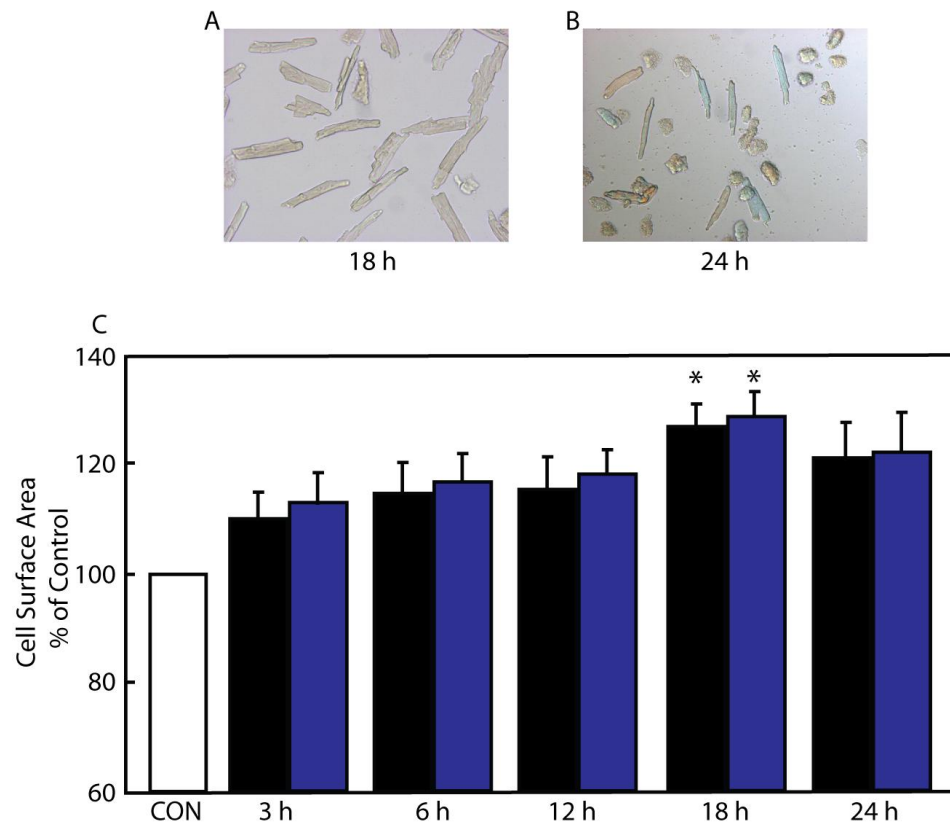 A
B
18 h
24 h
C
140
120
100
80
60
Cell Surface Area
% of Control
* *
CON 3 h 6 h 12 h 18 h 24 h